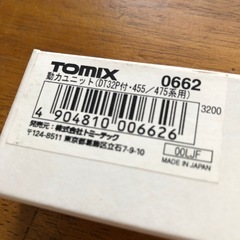 TOMIX 0662
動力ユニット(DT32P付・455/475系用)
3200
4 904810 006626
発売元:株式会社トミーテック
〒124-8511
東京都葛飾区立石7-9-10
00LJF
MADE IN JAPAN